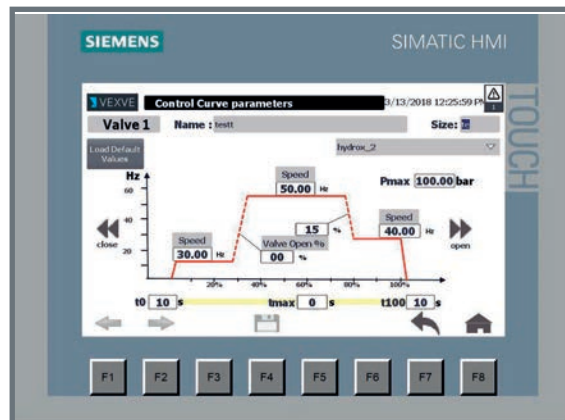 SIEMENS SIMATIC HMI
TOUCH
VEXVE Control Curve parameters 3/13/2018 12:25:59 PM
Valve 1 Name : testt Size:
Load Default
Values
hydrox_2
Hz
60
40
20
Speed
50.00 Hz
Pmax 100.00 bar
15 %
Speed
40.00 Hz
Speed
30.00 Hz
Valve Open %
00 %
close
open
20% 40% 60% 80% 100%
t0 10 s tmax 0 s t100 10 s
F1 F2 F3 F4 F5 F6 F7 F8